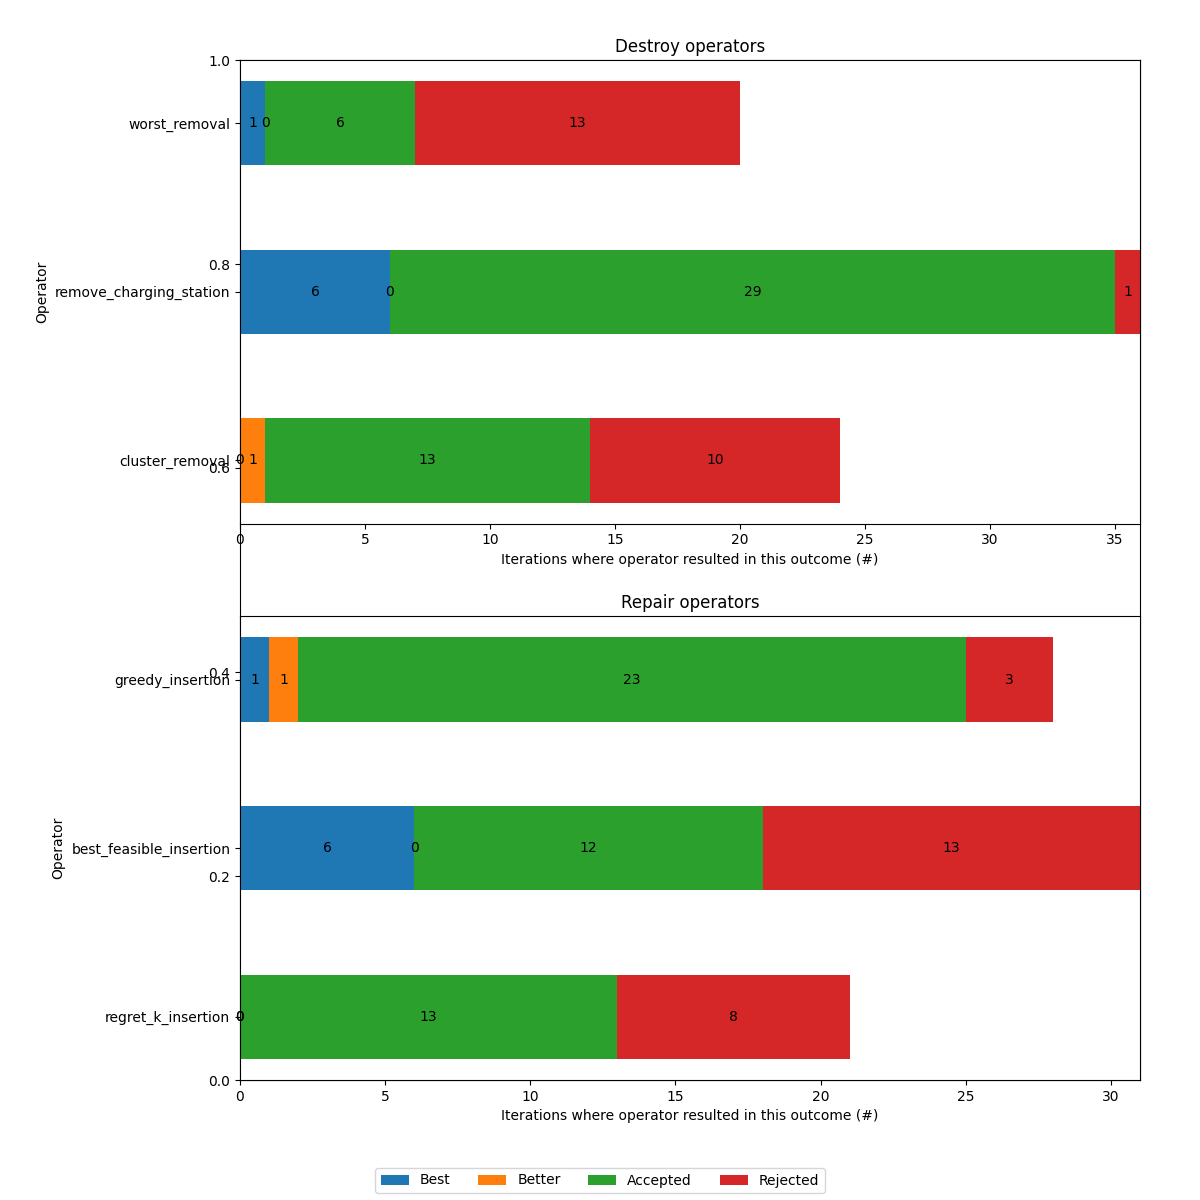 Destroy operators
1.0
worst_removal
1 0 6 13
0.8
Operator
remove_charging_station
6 0 29 1
cluster_removal
0 1 13 10
0.6
0 5 10 15 20 25 30 35
Iterations where operator resulted in this outcome (#)
Repair operators
0.4
greedy_insertion
1 1 23 3
Operator
best_feasible_insertion
6 0 12 13
0.2
regret_k_insertion
0 0 13 8
0.0
0 5 10 15 20 25 30
Iterations where operator resulted in this outcome (#)
Best Better Accepted Rejected